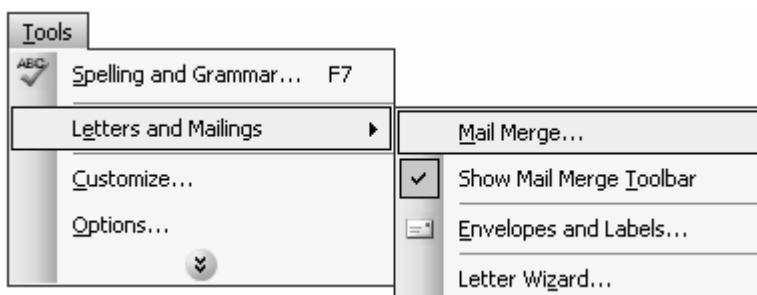 Tools
ABC
Spelling and Grammar... F7
Letters and Mailings
Mail Merge...
Customize...
Show Mail Merge Toolbar
Options...
Envelopes and Labels...
Letter Wizard...